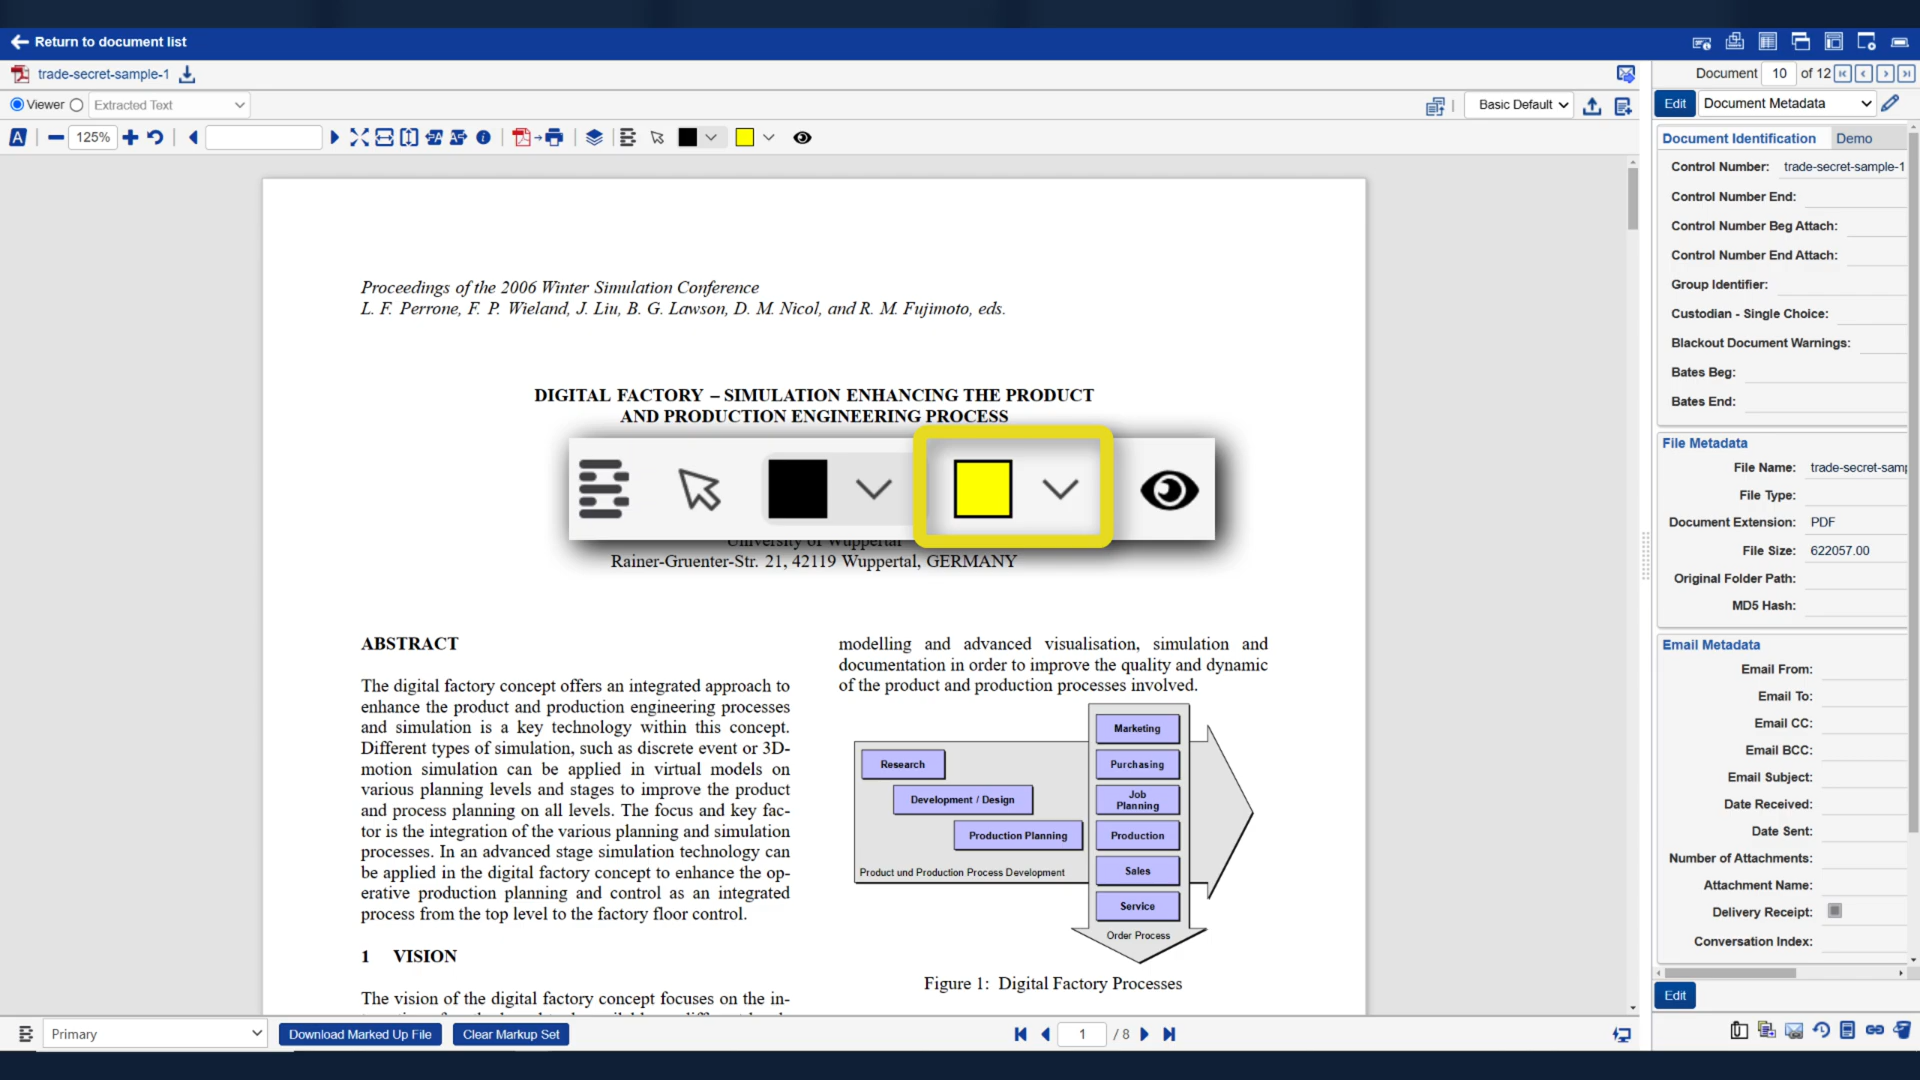 Return to document list
trade-secret-sample-1
Document 10 of 12
Viewer Extracted Text
Basic Default
Edit Document Metadata
125%
Document Identification Demo
Control Number: trade-secret-sample-1
Control Number End:
Control Number Beg Attach:
Control Number End Attach:
Group Identifier:
Custodian - Single Choice:
Blackout Document Warnings:
Bates Beg:
Bates End:
File Metadata
File Name: trade-secret-samp
File Type:
Document Extension: PDF
File Size: 622057.00
Original Folder Path:
MD5 Hash:
Email Metadata
Email From:
Email To:
Email CC:
Email BCC:
Email Subject:
Date Received:
Date Sent:
Number of Attachments:
Attachment Name:
Delivery Receipt:
Conversation Index:
Edit
Proceedings of the 2006 Winter Simulation Conference
L. F. Perrone, F. P. Wieland, J. Liu, B. G. Lawson, D. M. Nicol, and R. M. Fujimoto, eds.
DIGITAL FACTORY – SIMULATION ENHANCING THE PRODUCT
AND PRODUCTION ENGINEERING PROCESS
University of Wuppertal
Rainer-Gruenter-Str. 21, 42119 Wuppertal, GERMANY
ABSTRACT
The digital factory concept offers an integrated approach to
enhance the product and production engineering processes
and simulation is a key technology within this concept.
Different types of simulation, such as discrete event or 3D-
motion simulation can be applied in virtual models on
various planning levels and stages to improve the product
and process planning on all levels. The focus and key fac-
tor is the integration of the various planning and simulation
processes. In an advanced stage simulation technology can
be applied in the digital factory concept to enhance the op-
erative production planning and control as an integrated
process from the top level to the factory floor control.
1 VISION
The vision of the digital factory concept focuses on the in-
modelling and advanced visualisation, simulation and
documentation in order to improve the quality and dynamic
of the product and production processes involved.
Research
Development / Design
Production Planning
Product und Production Process Development
Marketing
Purchasing
Job
Planning
Production
Sales
Service
Order Process
Figure 1: Digital Factory Processes
Primary
Download Marked Up File
Clear Markup Set
1 / 8